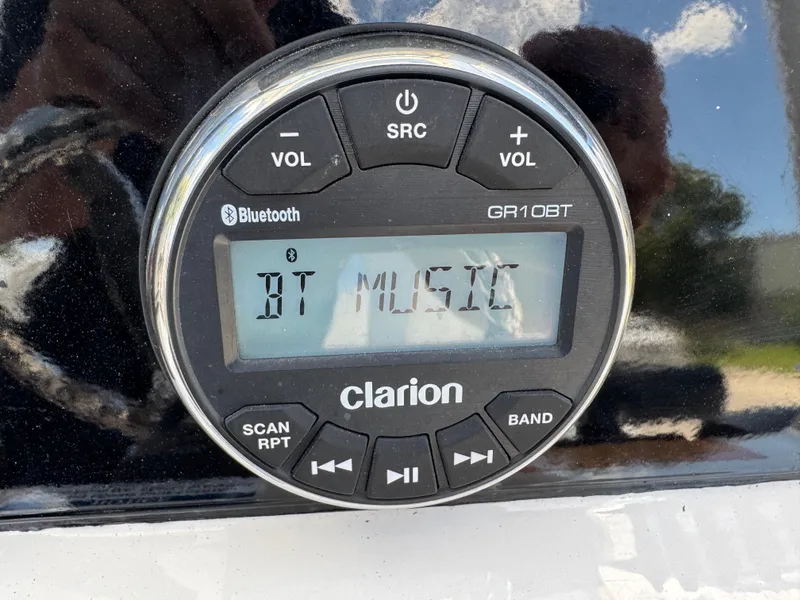 − VOL
SRC
+ VOL
Bluetooth
GR10BT
BT MUSIC
clarion
SCAN
RPT
BAND